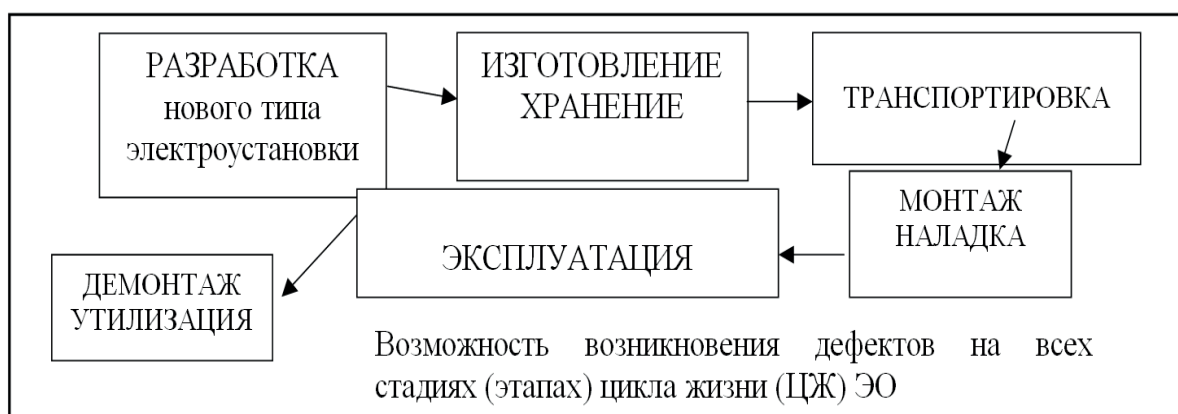 РАЗРАБОТКА
нового типа
электроустановки
ИЗГОТОВЛЕНИЕ
ХРАНЕНИЕ
ТРАНСПОРТИРОВКА
МОНТАЖ
НАЛАДКА
ЭКСПЛУАТАЦИЯ
ДЕМОНТАЖ
УТИЛИЗАЦИЯ
Возможность возникновения дефектов на всех
стадиях (этапах) цикла жизни (ЦЖ) ЭО